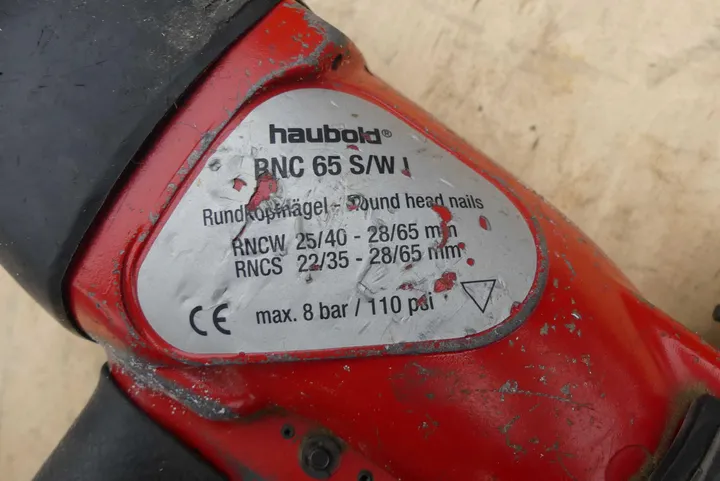 haubold®
RNC 65 S/W I
Rundkopfnägel - Round head nails
RNCW 25/40 - 28/65 mm
RNCS 22/35 - 28/65 mm
CE max. 8 bar / 110 psi